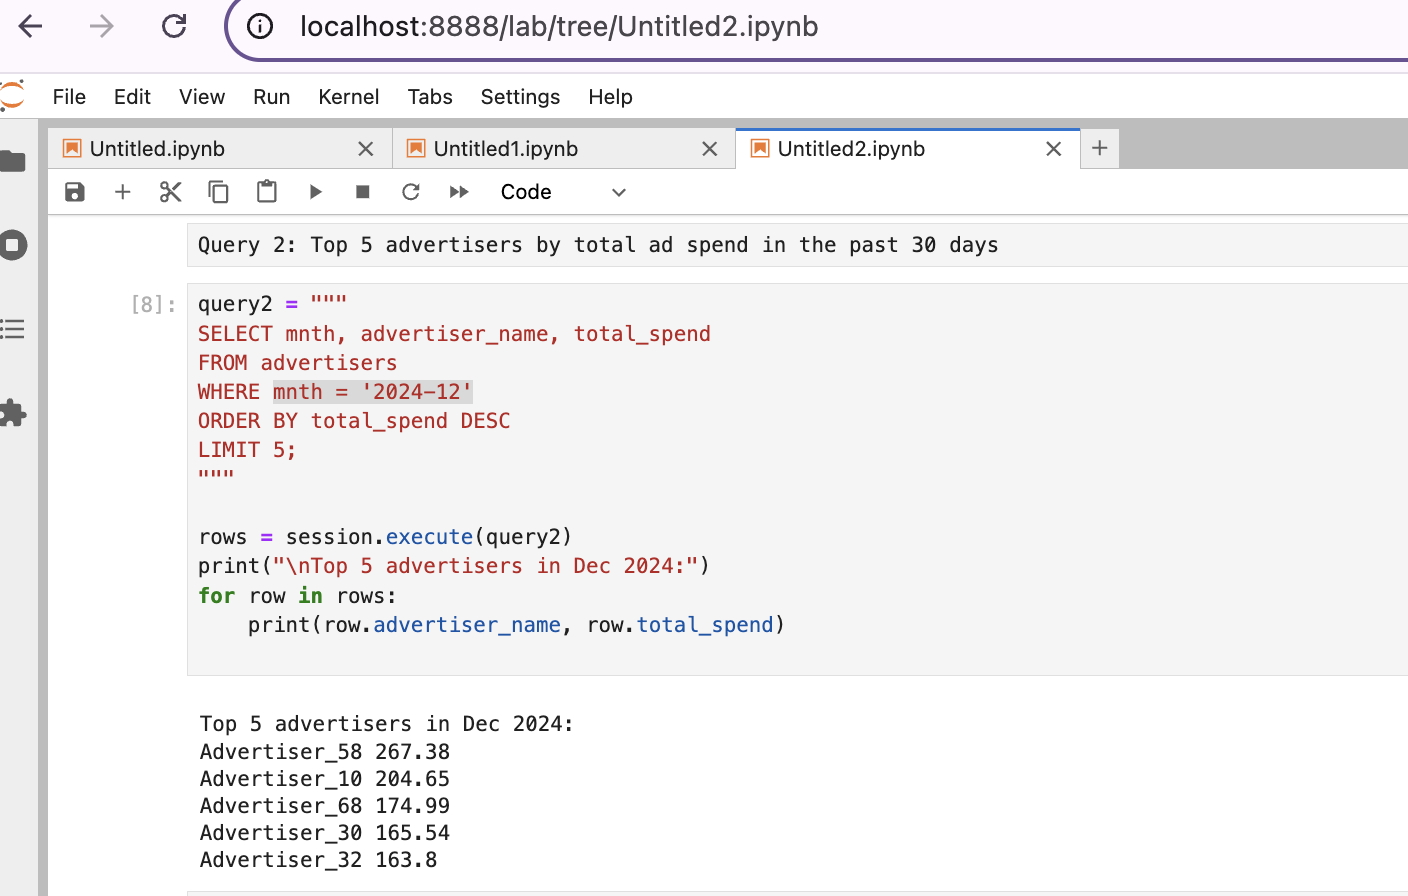 localhost:8888/lab/tree/Untitled2.ipynb
File Edit View Run Kernel Tabs Settings Help
Untitled.ipynb Untitled1.ipynb Untitled2.ipynb
Code
Query 2: Top 5 advertisers by total ad spend in the past 30 days
[8]: query2 = """
SELECT mnth, advertiser_name, total_spend
FROM advertisers
WHERE mnth = '2024-12'
ORDER BY total_spend DESC
LIMIT 5;
"""
rows = session.execute(query2)
print("\nTop 5 advertisers in Dec 2024:")
for row in rows:
    print(row.advertiser_name, row.total_spend)
Top 5 advertisers in Dec 2024:
Advertiser_58 267.38
Advertiser_10 204.65
Advertiser_68 174.99
Advertiser_30 165.54
Advertiser_32 163.8